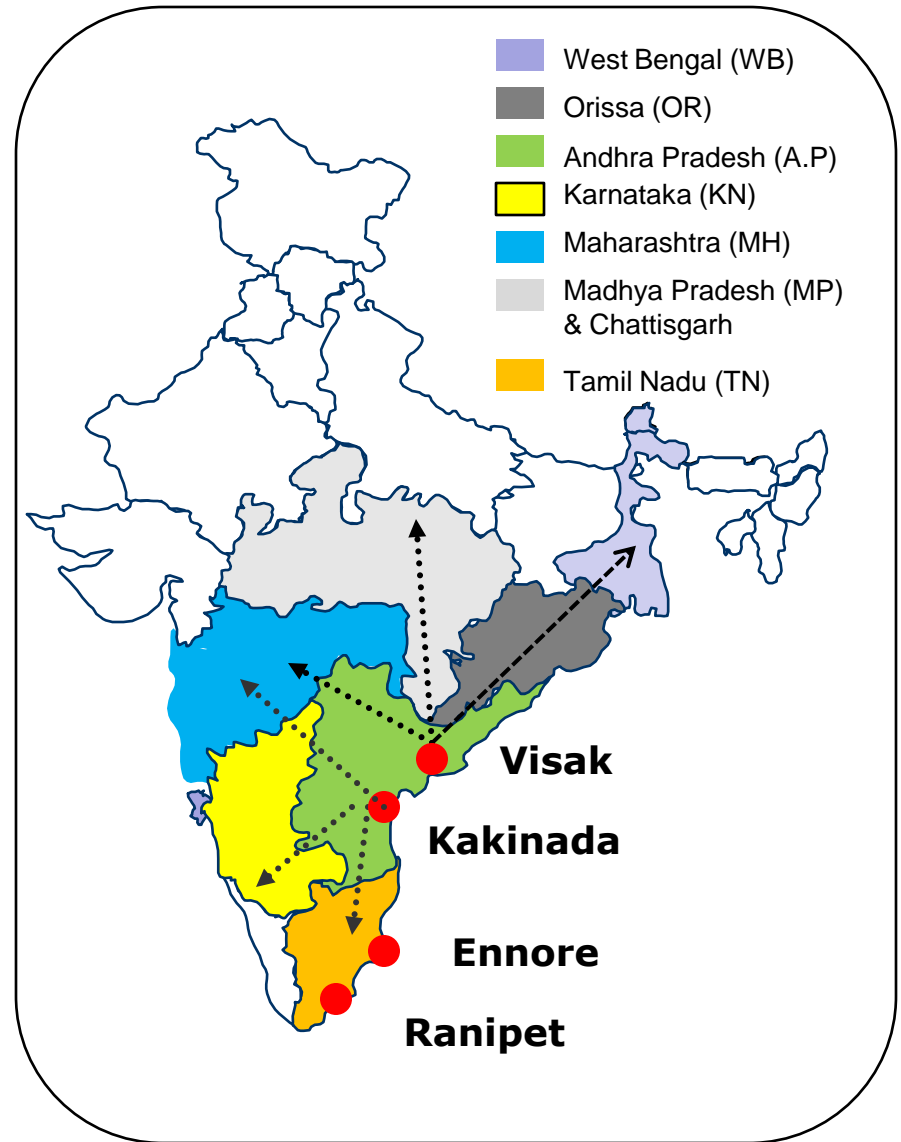 West Bengal (WB)
Orissa (OR)
Andhra Pradesh (A.P)
Karnataka (KN)
Maharashtra (MH)
Madhya Pradesh (MP)
& Chattisgarh
Tamil Nadu (TN)
Visak
Kakinada
Ennore
Ranipet